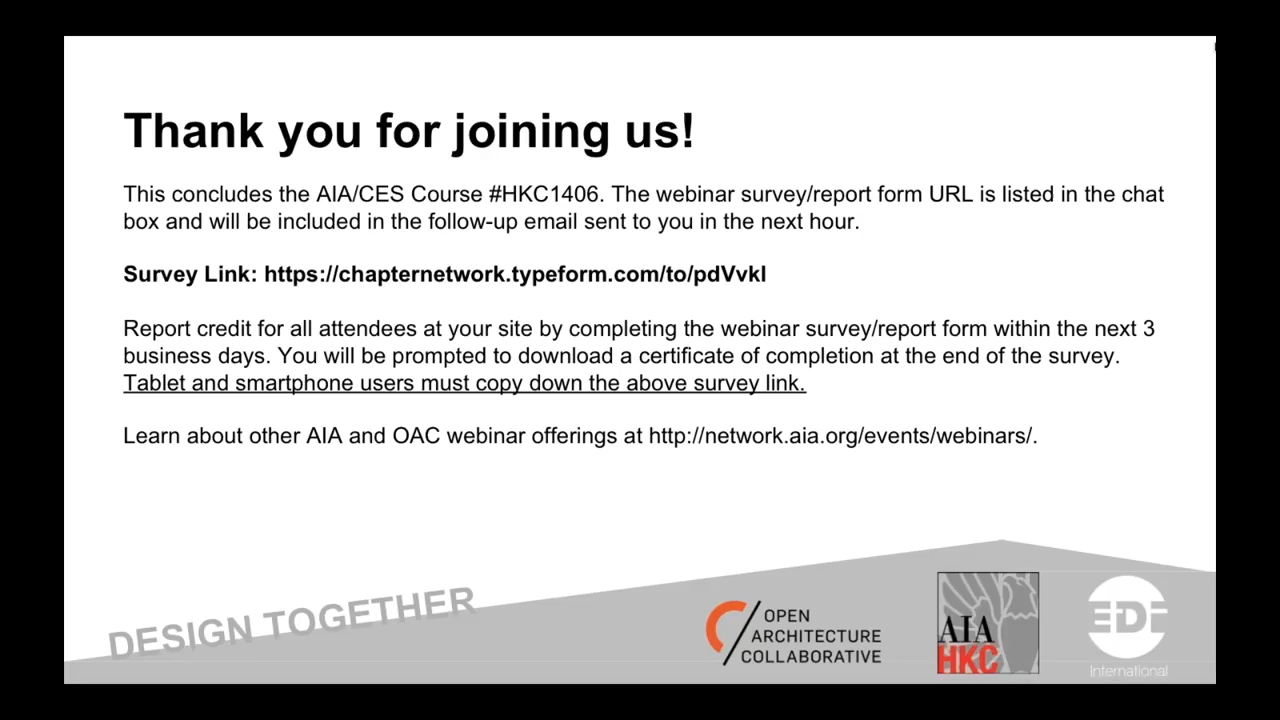 Thank you for joining us!
This concludes the AIA/CES Course #HKC1406. The webinar survey/report form URL is listed in the chat
box and will be included in the follow-up email sent to you in the next hour.
Survey Link: https://chapternetwork.typeform.com/to/pdVvkl
Report credit for all attendees at your site by completing the webinar survey/report form within the next 3
business days. You will be prompted to download a certificate of completion at the end of the survey.
Tablet and smartphone users must copy down the above survey link.
Learn about other AIA and OAC webinar offerings at http://network.aia.org/events/webinars/.
DESIGN TOGETHER
OPEN
ARCHITECTURE
COLLABORATIVE
AIA
HKC
EDI
International